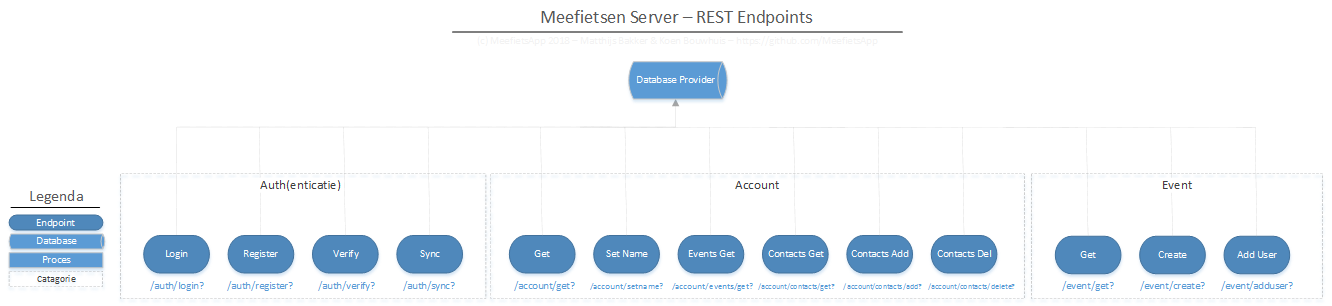 Meefietsen Server – REST Endpoints
(c) MeefietsApp 2018 – Matthijs Bakker & Koen Bouwhuis – https://github.com/MeefietsApp
Database Provider
Auth(enticatie)
Login
Register
Verify
Sync
/auth/login?
/auth/register?
/auth/verify?
/auth/sync?
Account
Get
Set Name
Events Get
Contacts Get
Contacts Add
Contacts Del
/account/get?
/account/setname?
/account/events/get?
/account/contacts/get?
/account/contacts/add?
/account/contacts/delete?
Event
Get
Create
Add User
/event/get?
/event/create?
/event/adduser?
Legenda
Endpoint
Database
Proces
Catagorie